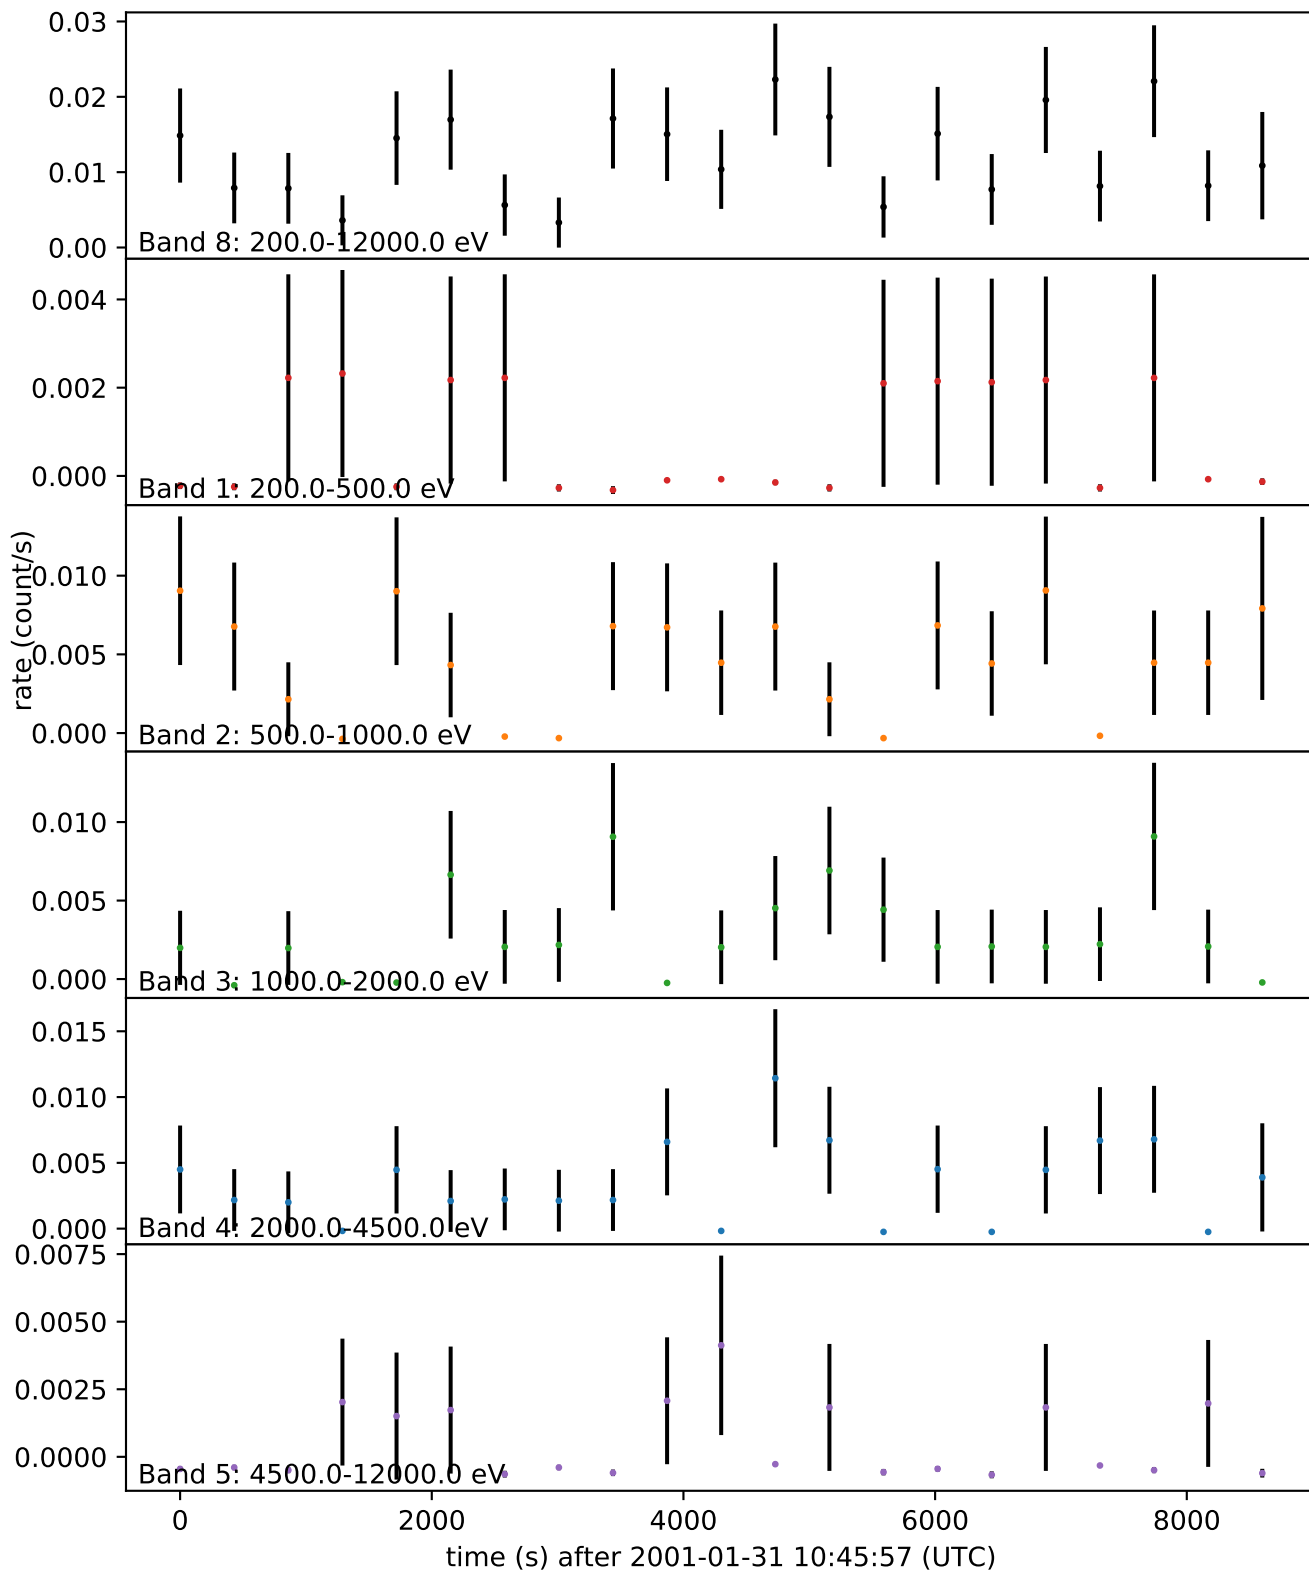 0.03
0.02
0.01
0.00
Band 8: 200.0-12000.0 eV
0.004
0.002
0.000
Band 1: 200.0-500.0 eV
rate (count/s)
0.010
0.005
0.000
Band 2: 500.0-1000.0 eV
0.010
0.005
0.000
Band 3: 1000.0-2000.0 eV
0.015
0.010
0.005
0.000
Band 4: 2000.0-4500.0 eV
0.0075
0.0050
0.0025
0.0000
Band 5: 4500.0-12000.0 eV
0 2000 4000 6000 8000
time (s) after 2001-01-31 10:45:57 (UTC)